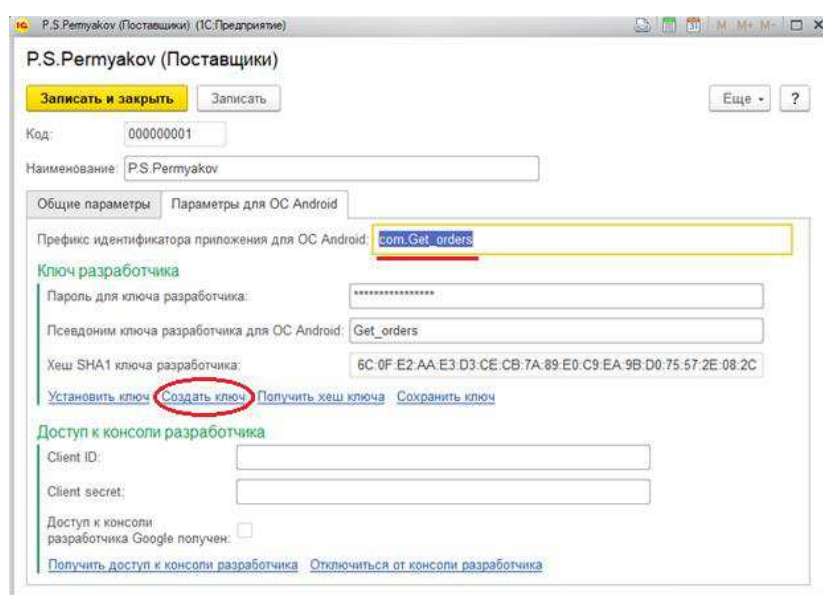 P.S.Permyakov (Поставщики) (1С:Предприятие) M M+ M-
P.S.Permyakov (Поставщики)
Записать и закрыть Записать Еще ?
Код: 000000001
Наименование: P.S.Permyakov
Общие параметры Параметры для ОС Android
Префикс идентификатора приложения для ОС Android: com.Get_orders
Ключ разработчика
Пароль для ключа разработчика: ****************
Псевдоним ключа разработчика для ОС Android: Get_orders
Хеш SHA1 ключа разработчика: 6C:0F:E2:AA:E3:D3:CE:CB:7A:89:E0:C9:EA:9B:D0:75:57:2E:08:2C
Установить ключ Создать ключ Получить хеш ключа Сохранить ключ
Доступ к консоли разработчика
Client ID:
Client secret:
Доступ к консоли
разработчика Google получен:
Получить доступ к консоли разработчика Отключиться от консоли разработчика